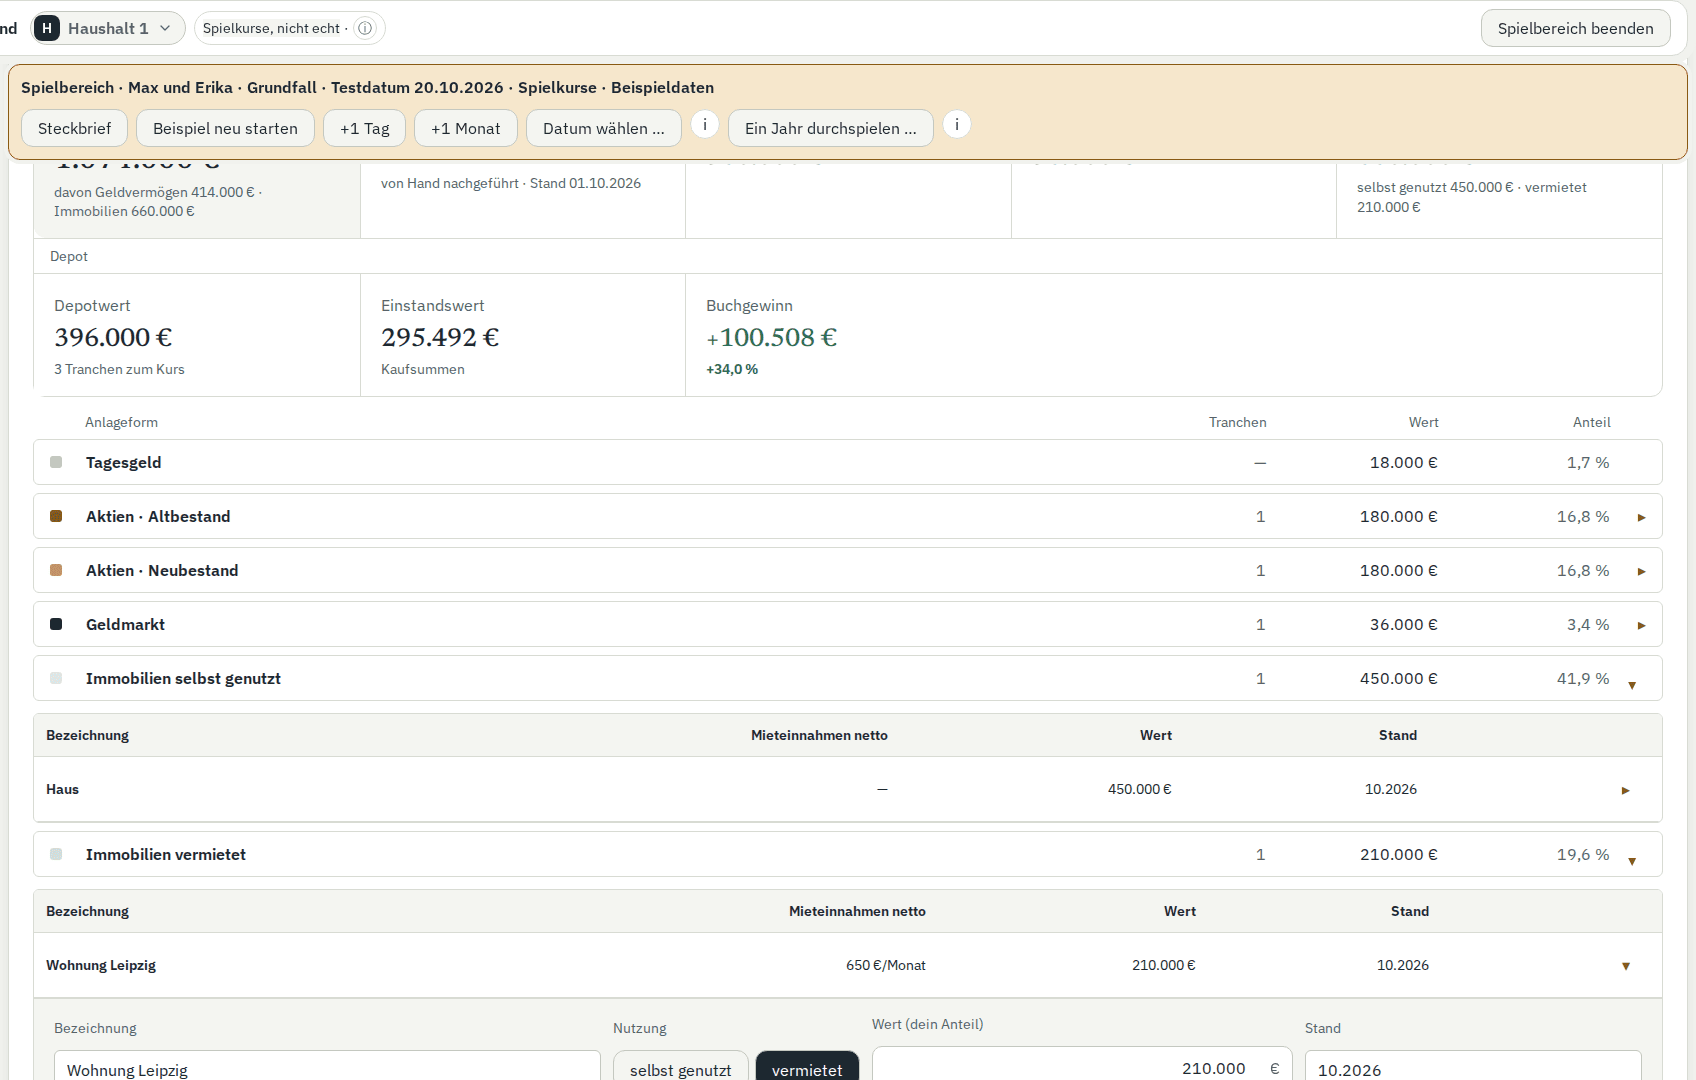 nd H Haushalt 1 Spielkurse, nicht echt · ⓘ Spielbereich beenden
Spielbereich · Max und Erika · Grundfall · Testdatum 20.10.2026 · Spielkurse · Beispieldaten
Steckbrief Beispiel neu starten +1 Tag +1 Monat Datum wählen ... i Ein Jahr durchspielen ... i
davon Geldvermögen 414.000 € ·
Immobilien 660.000 €
von Hand nachgeführt · Stand 01.10.2026
selbst genutzt 450.000 € · vermietet
210.000 €
Depot
Depotwert
396.000 €
3 Tranchen zum Kurs
Einstandswert
295.492 €
Kaufsummen
Buchgewinn
+100.508 €
+34,0 %
Anlageform Tranchen Wert Anteil
Tagesgeld — 18.000 € 1,7 %
Aktien · Altbestand 1 180.000 € 16,8 % ►
Aktien · Neubestand 1 180.000 € 16,8 % ►
Geldmarkt 1 36.000 € 3,4 % ►
Immobilien selbst genutzt 1 450.000 € 41,9 % ▼
Bezeichnung Mieteinnahmen netto Wert Stand
Haus — 450.000 € 10.2026 ►
Immobilien vermietet 1 210.000 € 19,6 % ▼
Bezeichnung Mieteinnahmen netto Wert Stand
Wohnung Leipzig 650 €/Monat 210.000 € 10.2026 ▼
Bezeichnung Nutzung Wert (dein Anteil) Stand
Wohnung Leipzig selbst genutzt vermietet 210.000 € 10.2026